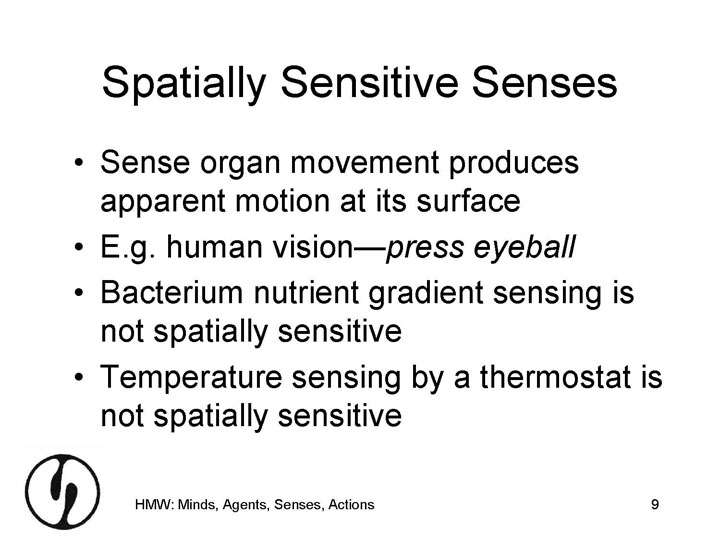 Spatially Sensitive Senses
• Sense organ movement produces
apparent motion at its surface
• E.g. human vision—press eyeball
• Bacterium nutrient gradient sensing is
not spatially sensitive
• Temperature sensing by a thermostat is
not spatially sensitive
HMW: Minds, Agents, Senses, Actions 9